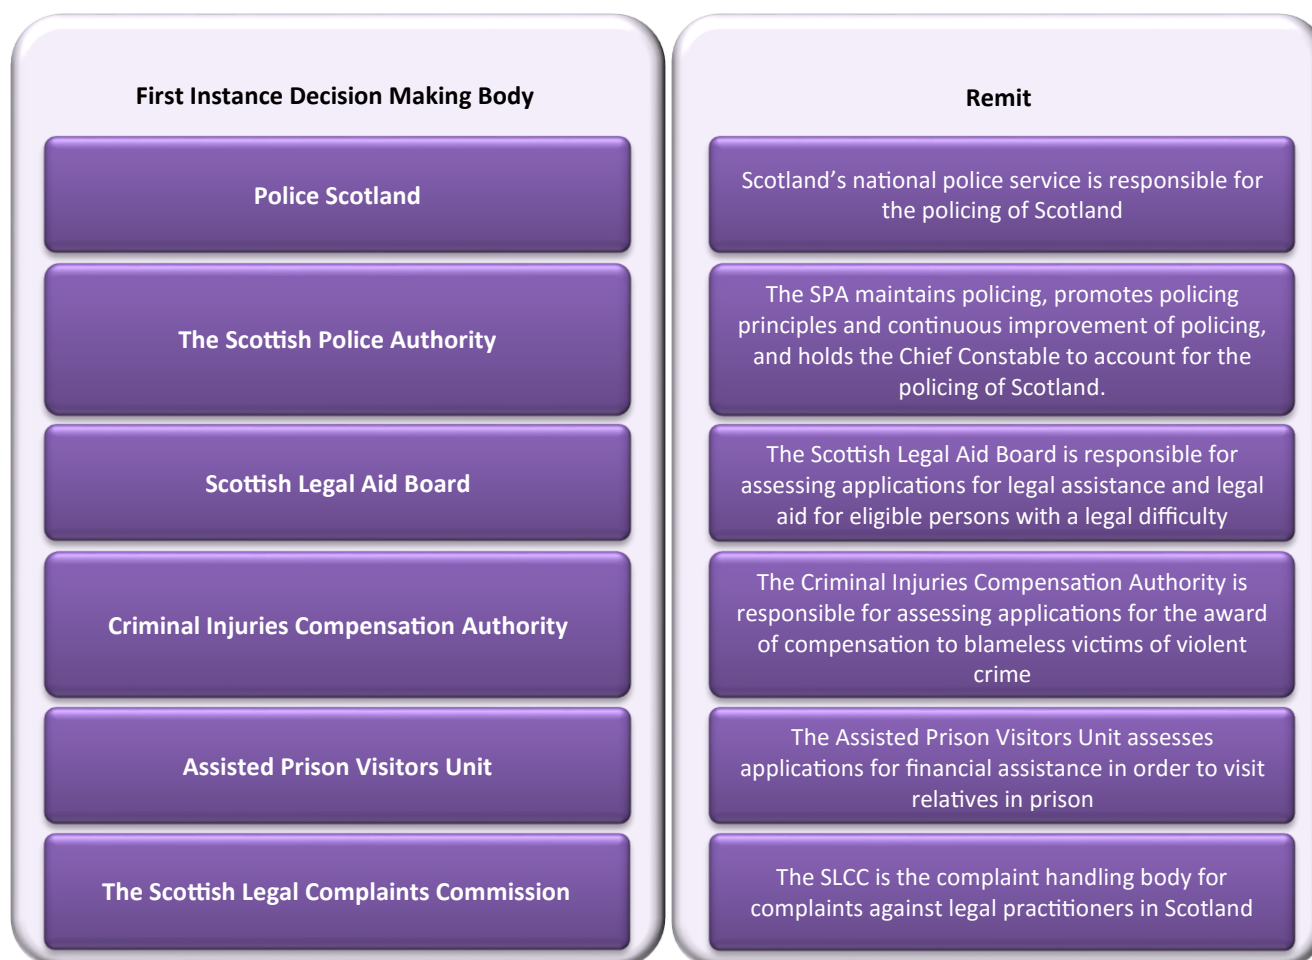 First Instance Decision Making Body
Remit
Police Scotland
Scotland’s national police service is responsible for
the policing of Scotland
The Scottish Police Authority
The SPA maintains policing, promotes policing
principles and continuous improvement of policing,
and holds the Chief Constable to account for the
policing of Scotland.
Scottish Legal Aid Board
The Scottish Legal Aid Board is responsible for
assessing applications for legal assistance and legal
aid for eligible persons with a legal difficulty
Criminal Injuries Compensation Authority
The Criminal Injuries Compensation Authority is
responsible for assessing applications for the award
of compensation to blameless victims of violent
crime
Assisted Prison Visitors Unit
The Assisted Prison Visitors Unit assesses
applications for financial assistance in order to visit
relatives in prison
The Scottish Legal Complaints Commission
The SLCC is the complaint handling body for
complaints against legal practitioners in Scotland